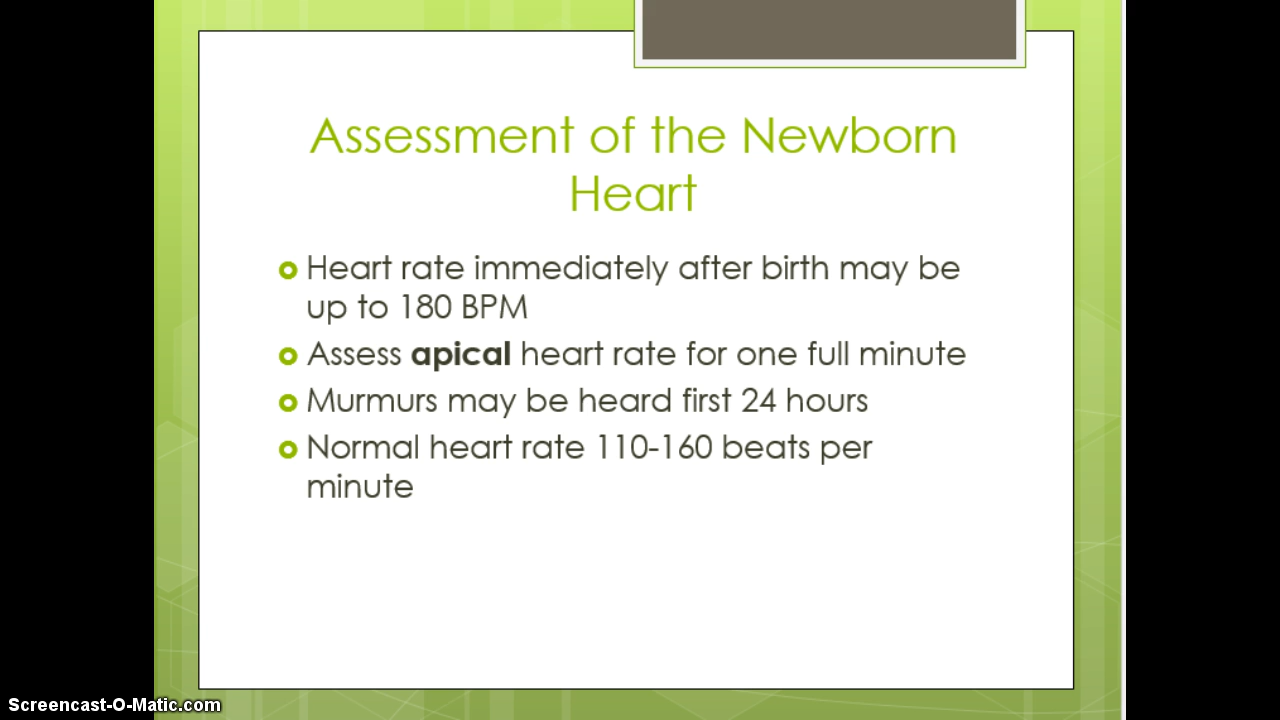 Assessment of the Newborn
Heart
Heart rate immediately after birth may be
up to 180 BPM
Assess apical heart rate for one full minute
Murmurs may be heard first 24 hours
Normal heart rate 110-160 beats per
minute
Screencast-O-Matic.com